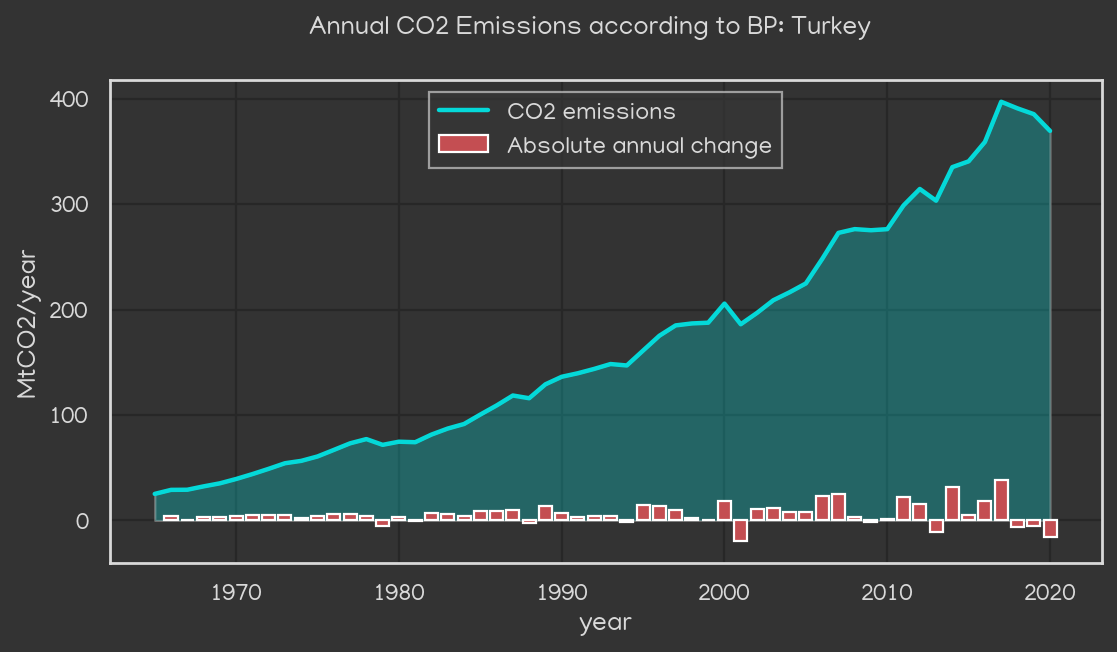 Annual CO2 Emissions according to BP: Turkey
CO2 emissions
Absolute annual change
MtCO2/year
400
300
200
100
0
1970 1980 1990 2000 2010 2020
year